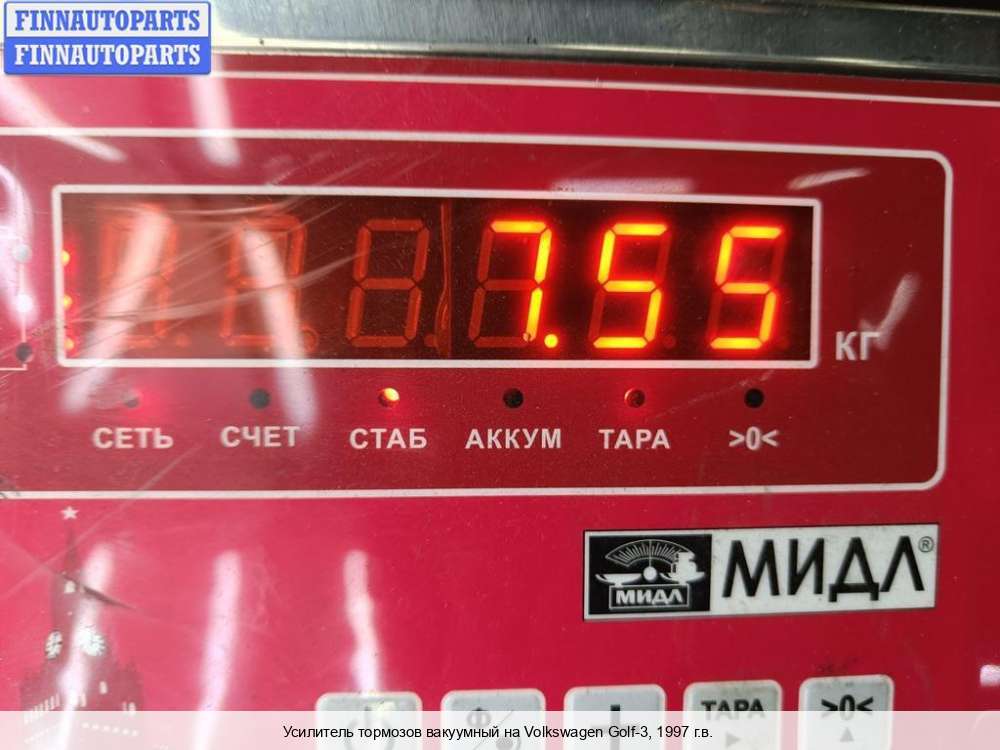 FINNAUTOPARTS
FINNAUTOPARTS
7.55
КГ
СЕТЬ СЧЕТ СТАБ АККУМ ТАРА >0<
МИДЛ МИДЛ®
ТАРА >0<
Усилитель тормозов вакуумный на Volkswagen Golf-3, 1997 г.в.